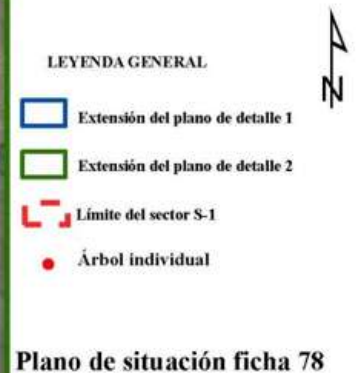 N
LEYENDA GENERAL
Extensión del plano de detalle 1
Extensión del plano de detalle 2
Límite del sector S-1
Árbol individual
Plano de situación ficha 78